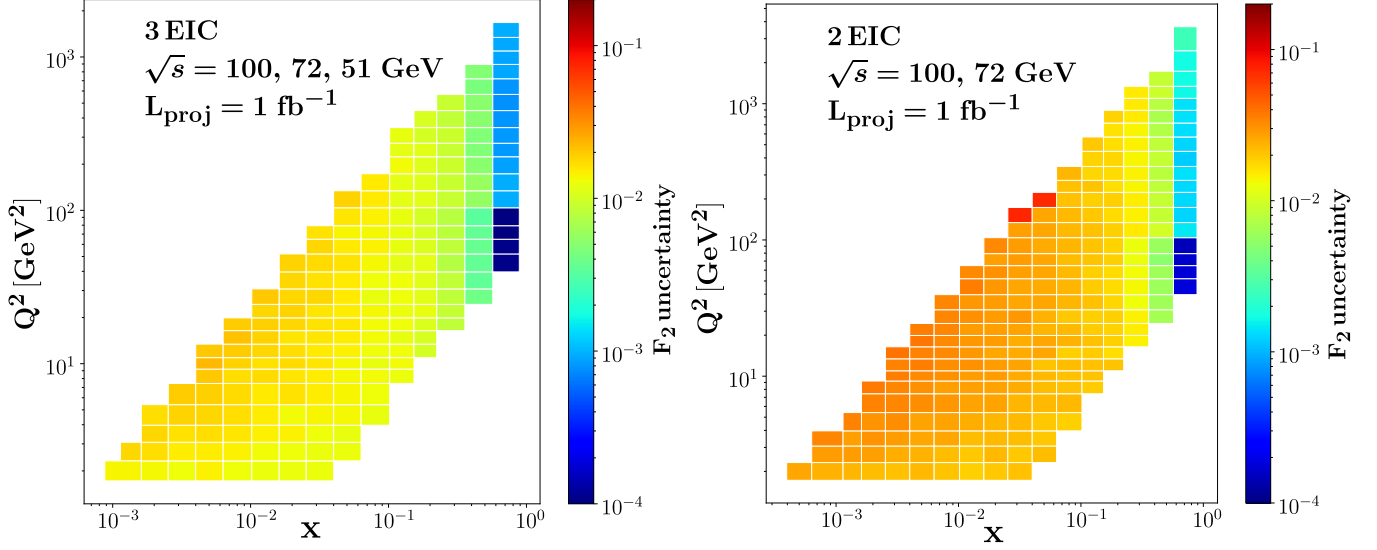 3 EIC
√s = 100, 72, 51 GeV
L_proj = 1 fb⁻¹
Q² [GeV²]
10³
10²
10¹
10⁻³
10⁻²
10⁻¹
10⁰
x
10⁻¹
10⁻²
10⁻³
10⁻⁴
F₂ uncertainty
2 EIC
√s = 100, 72 GeV
L_proj = 1 fb⁻¹
Q² [GeV²]
10³
10²
10¹
10⁻³
10⁻²
10⁻¹
10⁰
x
10⁻¹
10⁻²
10⁻³
10⁻⁴
F₂ uncertainty